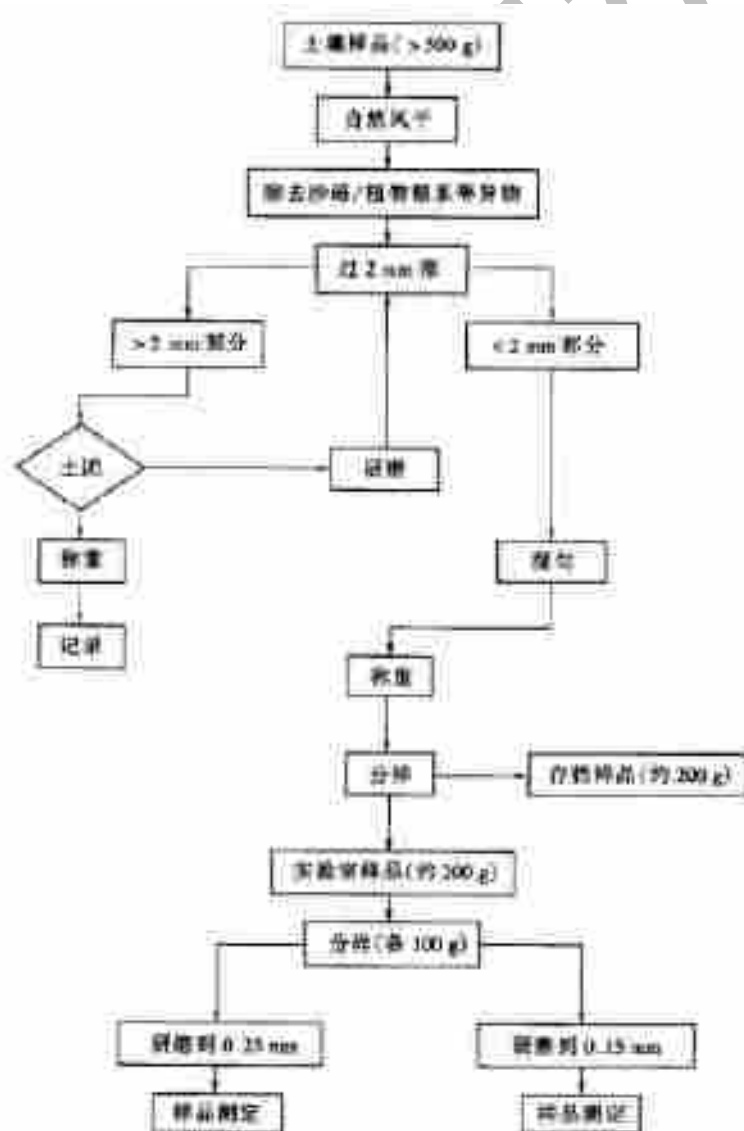 土壤样品(>500 g)
自然风干
除去沙砾/植物根系等异物
过 2 mm 筛
>2 mm 部分
<2 mm 部分
土团
研磨
称重
混匀
记录
称重
分样
存档样品(约 200 g)
实验室样品(约 200 g)
分样(各 100 g)
研磨到 0.25 mm
研磨到 0.15 mm
样品测定
样品测定